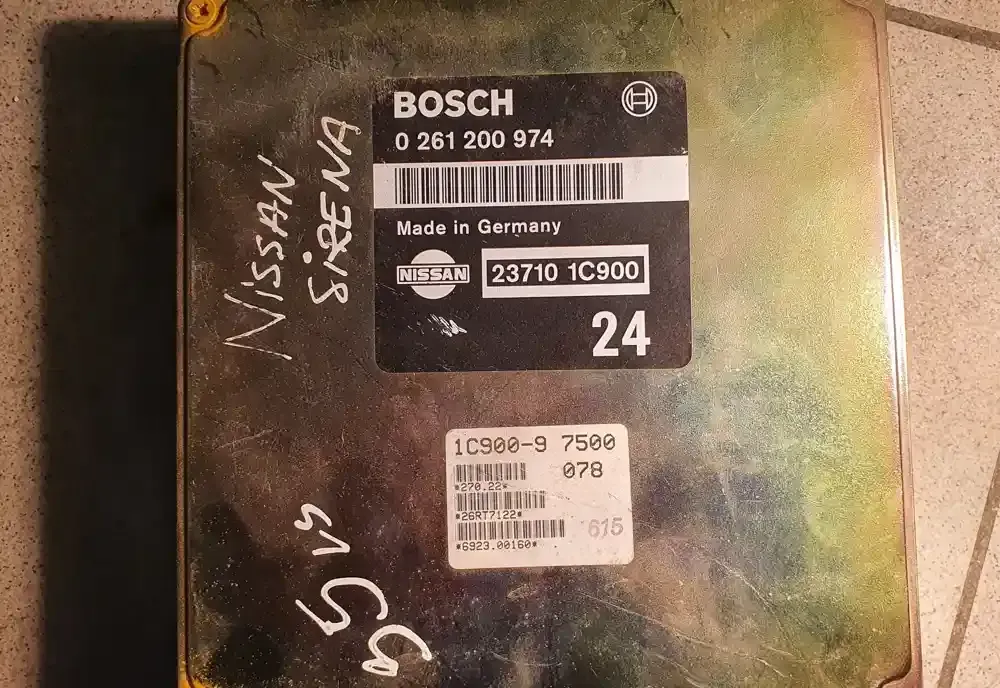 BOSCH
0 261 200 974
Made in Germany
NISSAN
23710 1C900
24
NISSAN
SIRENA
1C900-9 7500
078
*270.22*
*26RT7122*
615
*6923.00160*